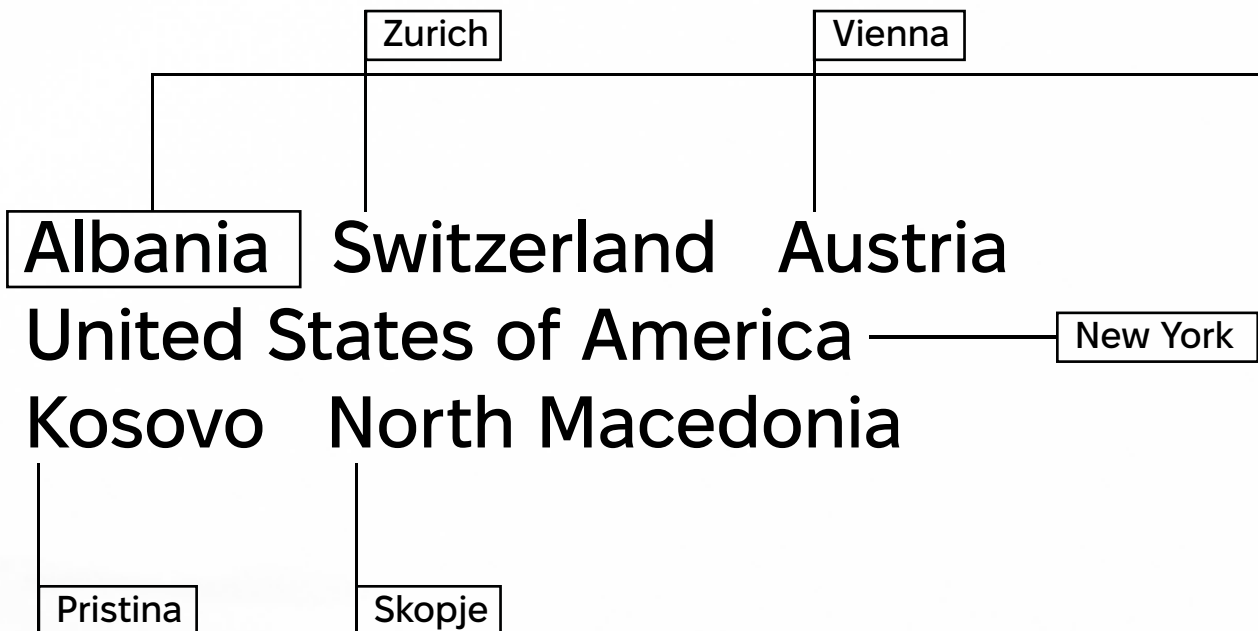 Zurich Vienna
Albania Switzerland Austria
United States of America New York
Kosovo North Macedonia
Pristina Skopje